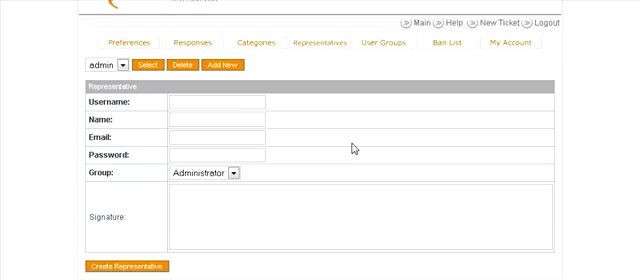 Main Help New Ticket Logout
Preferences Responses Categories Representatives User Groups Ban List My Account
admin Select Delete Add New
Representative
Username:
Name:
Email:
Password:
Group: Administrator
Signature:
Create Representative